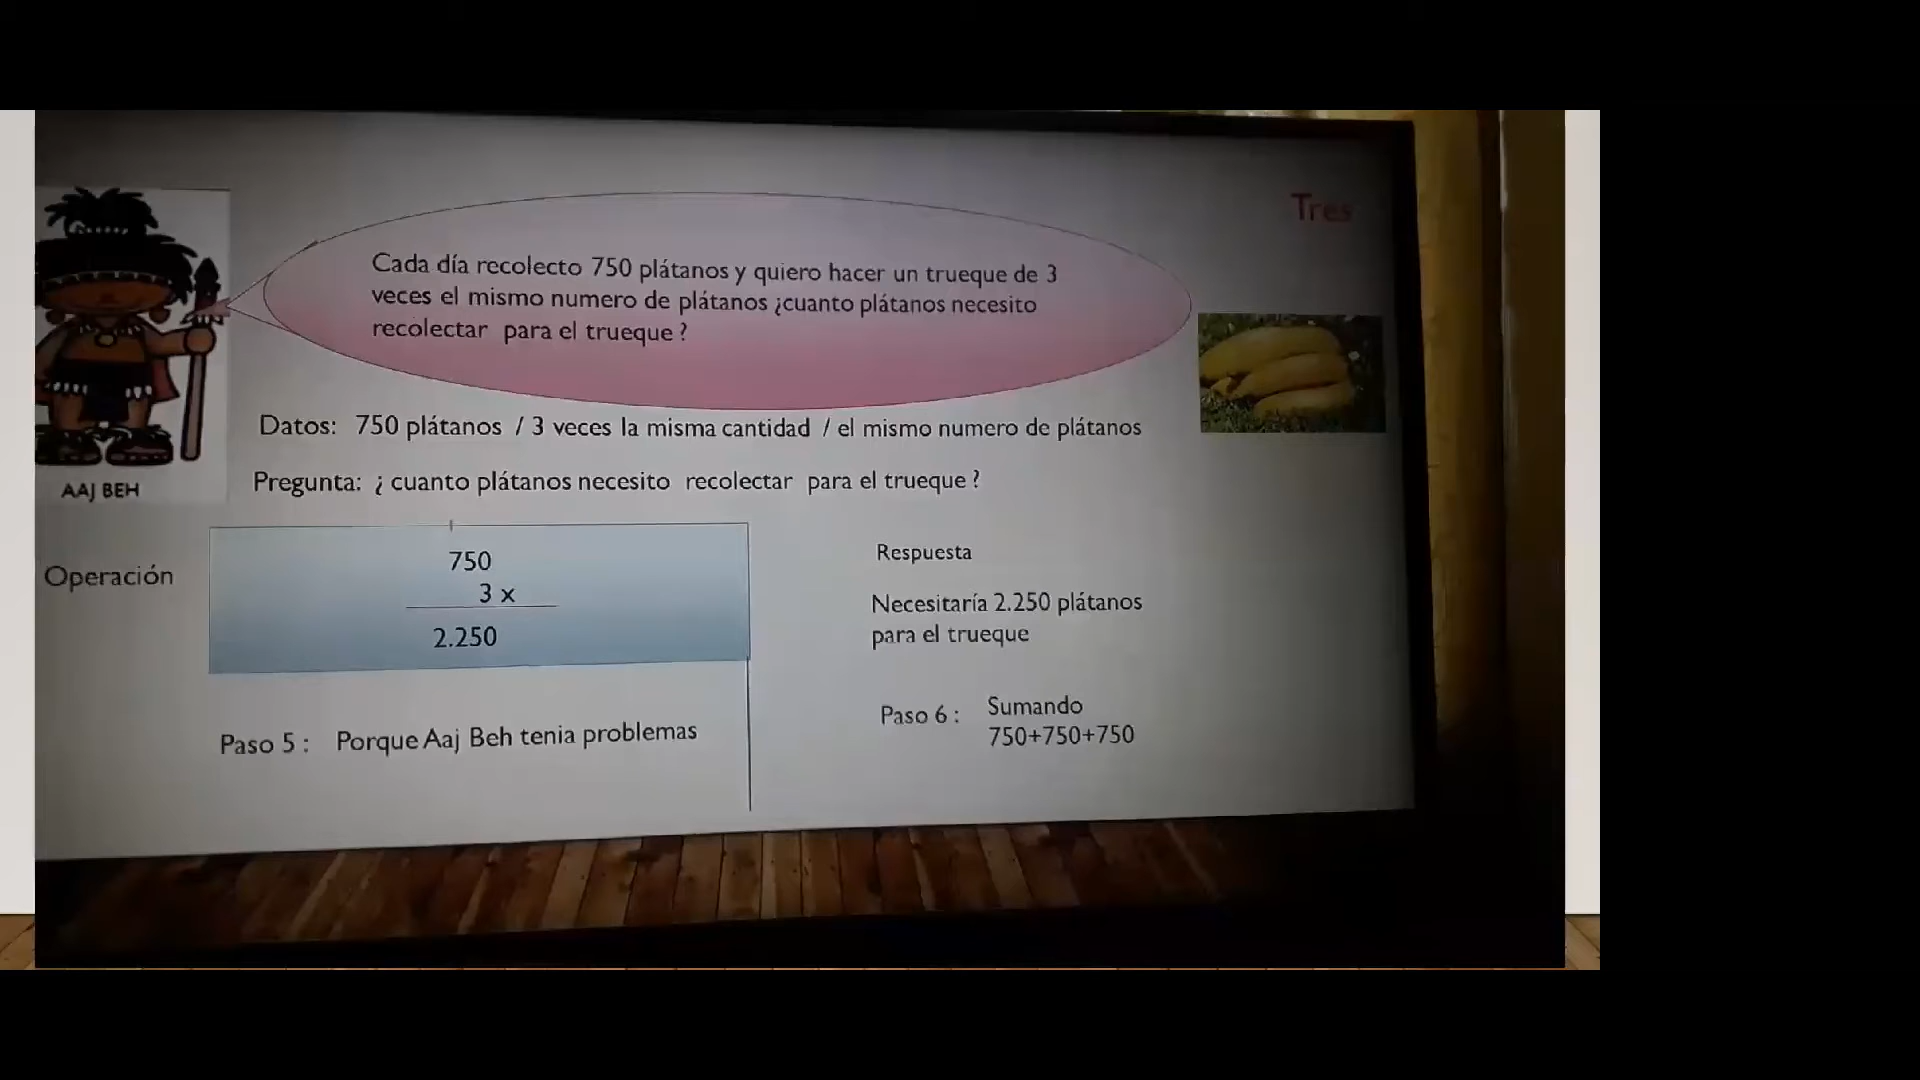 Tres
Cada día recolecto 750 plátanos y quiero hacer un trueque de 3
veces el mismo numero de plátanos ¿cuanto plátanos necesito
recolectar para el trueque ?
AAJ BEH
Datos: 750 plátanos / 3 veces la misma cantidad / el mismo numero de plátanos
Pregunta: ¿ cuanto plátanos necesito recolectar para el trueque ?
Operación
750
3 x
2.250
Respuesta
Necesitaría 2.250 plátanos
para el trueque
Paso 5 : Porque Aaj Beh tenia problemas
Paso 6 : Sumando
750+750+750